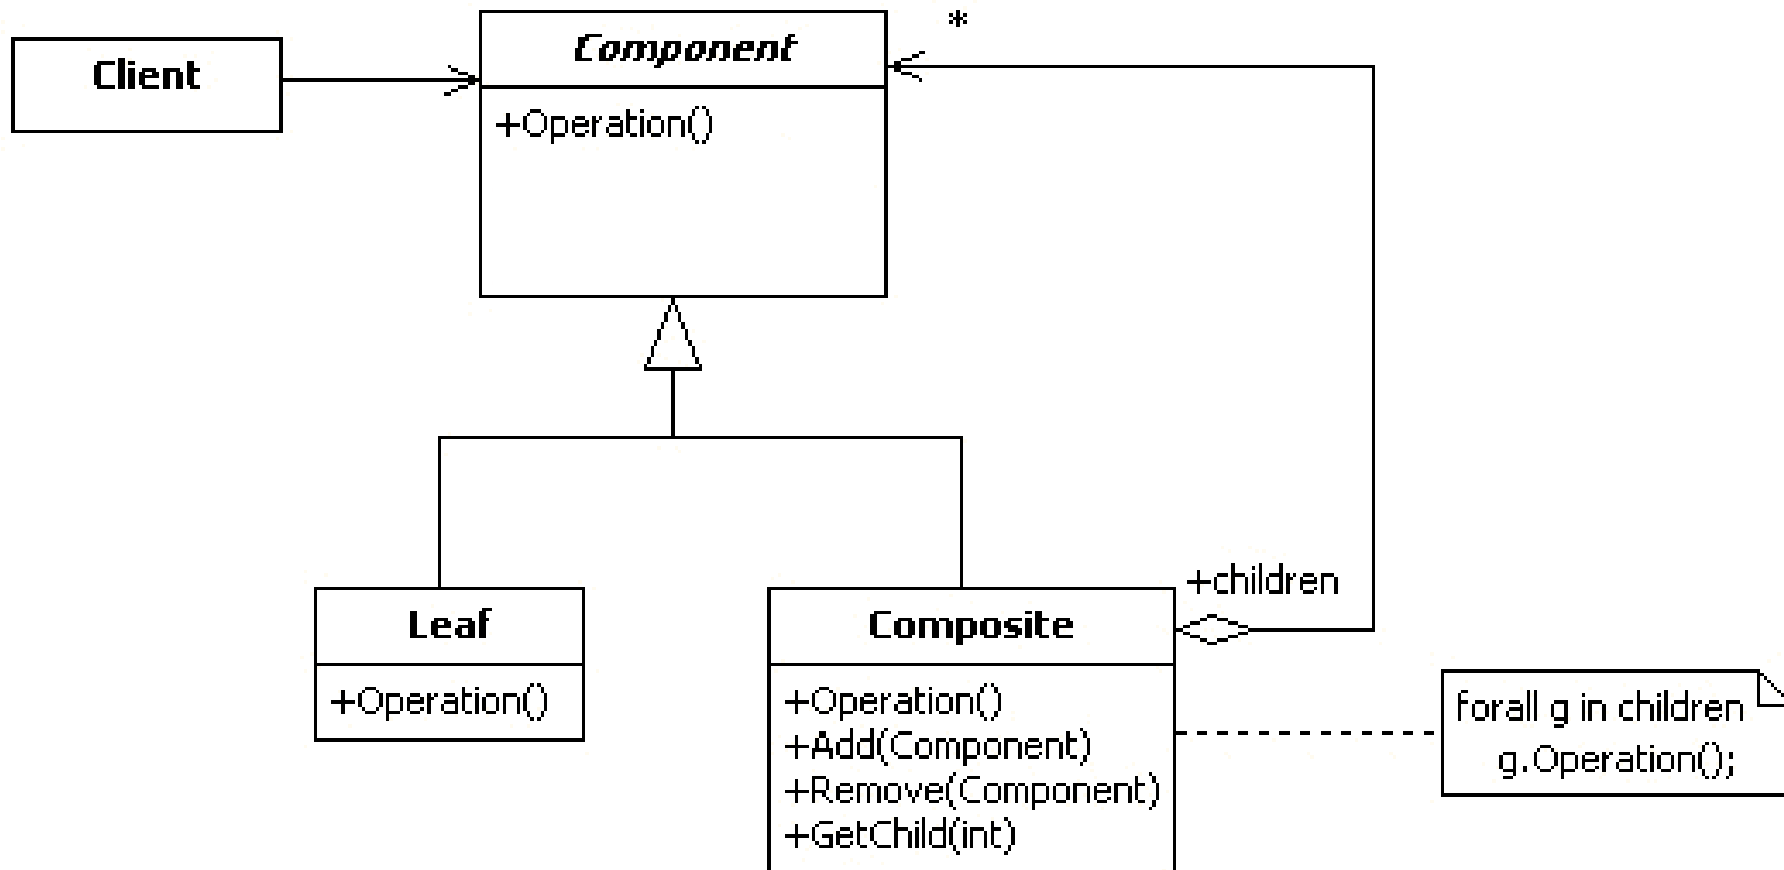 Client
Component
*
+Operation()
+children
Leaf
+Operation()
Composite
+Operation()
+Add(Component)
+Remove(Component)
+GetChild(int)
forall g in children
g.Operation();